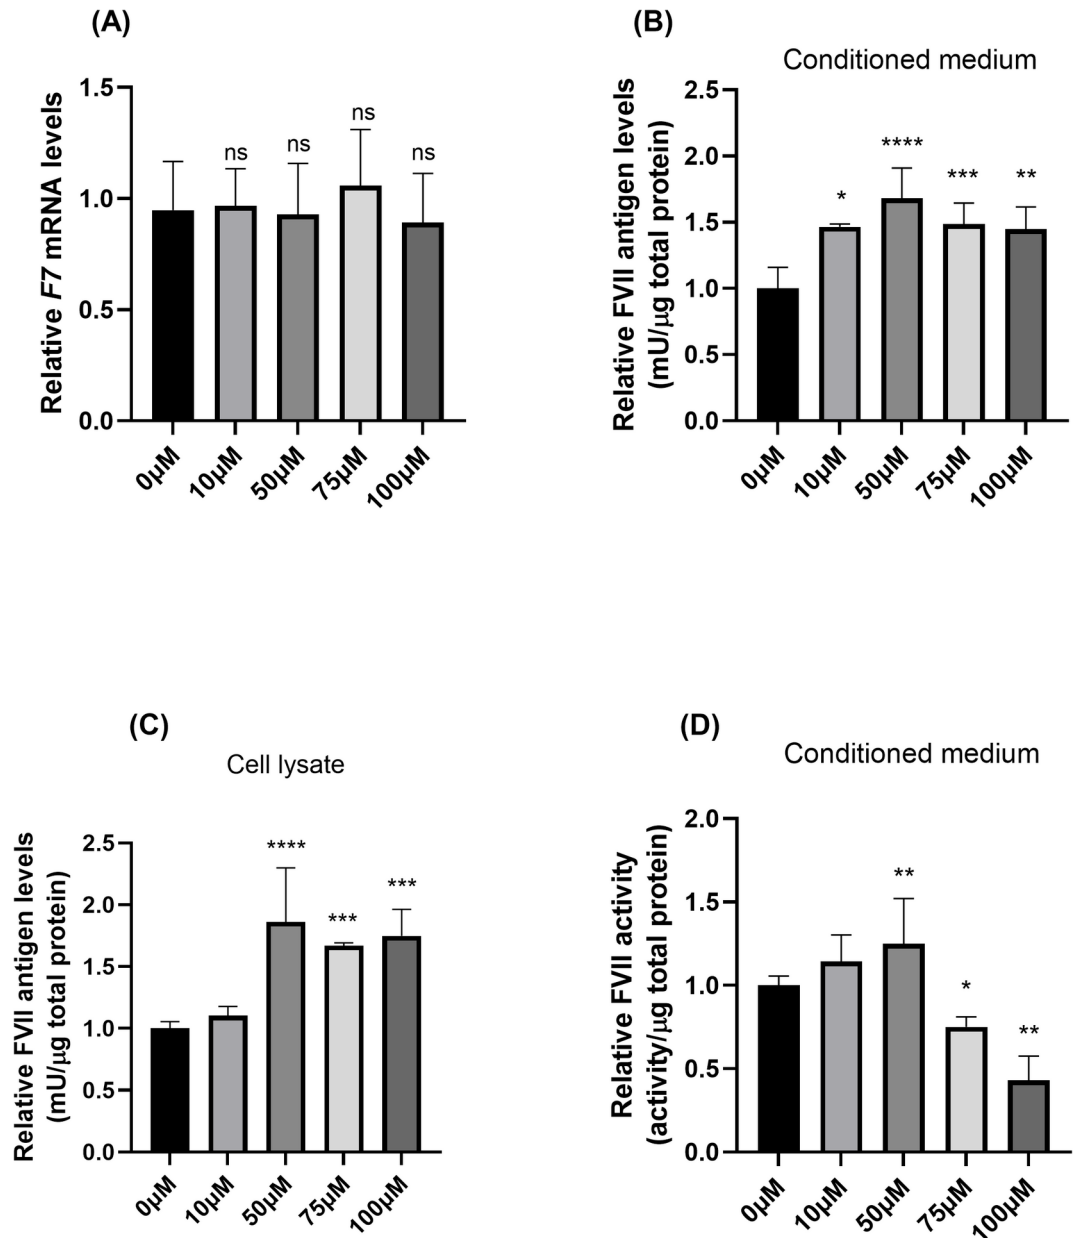 (A)
Relative F7 mRNA levels
1.5
1.0
0.5
0.0
ns
ns
ns
ns
0μM
10μM
50μM
75μM
100μM
(B)
Conditioned medium
Relative FVII antigen levels
(mU/μg total protein)
2.5
2.0
1.5
1.0
0.5
0.0
*
****
***
**
0μM
10μM
50μM
75μM
100μM
(C)
Cell lysate
Relative FVII antigen levels
(mU/μg total protein)
2.5
2.0
1.5
1.0
0.5
0.0
****
***
***
0μM
10μM
50μM
75μM
100μM
(D)
Conditioned medium
Relative FVII activity
(activity/μg total protein)
2.0
1.5
1.0
0.5
0.0
**
*
**
0μM
10μM
50μM
75μM
100μM